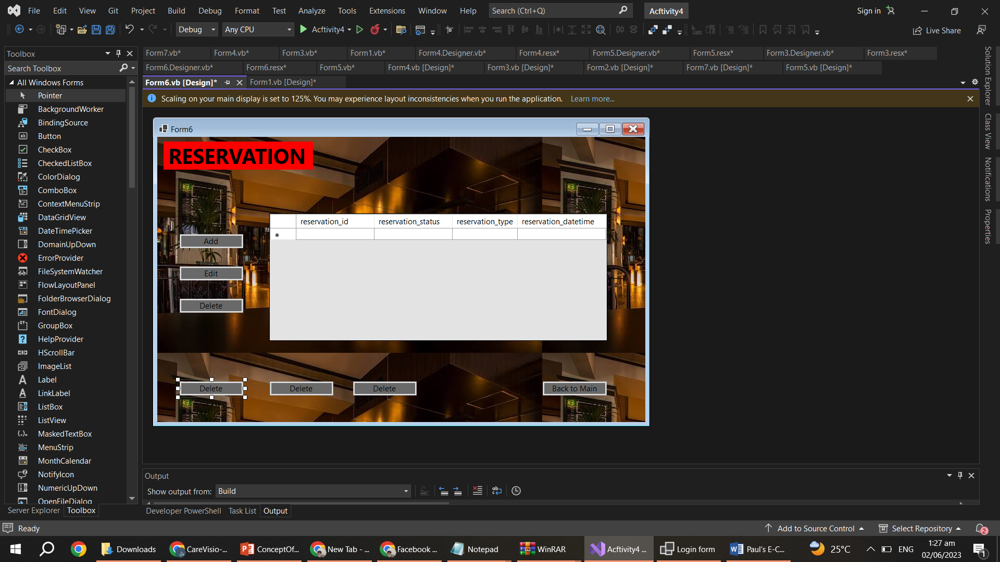 File Edit View Git Project Build Debug Format Test Analyze Tools Extensions Window Help Search (Ctrl+Q) Acftivity4 Sign in
Debug Any CPU Acftivity4 Live Share
Toolbox
Form7.vb* Form4.vb* Form3.vb* Form1.vb* Form4.Designer.vb* Form4.resx* Form5.Designer.vb* Form5.resx* Form3.Designer.vb* Form3.resx*
Search Toolbox
Form6.Designer.vb* Form6.resx* Form5.vb* Form4.vb [Design]* Form3.vb [Design]* Form2.vb [Design]* Form7.vb [Design]* Form5.vb [Design]*
Form6.vb [Design]* Form1.vb [Design]*
Scaling on your main display is set to 125%. You may experience layout inconsistencies when you run the application. Learn more...
All Windows Forms
Pointer
BackgroundWorker
BindingSource
Button
CheckBox
CheckedListBox
ColorDialog
ComboBox
ContextMenuStrip
DataGridView
DateTimePicker
DomainUpDown
ErrorProvider
FileSystemWatcher
FlowLayoutPanel
FolderBrowserDialog
FontDialog
GroupBox
HelpProvider
HScrollBar
ImageList
Label
LinkLabel
ListBox
ListView
MaskedTextBox
MenuStrip
MonthCalendar
NotifyIcon
NumericUpDown
OpenFileDialog
Server Explorer Toolbox
Form6
RESERVATION
reservation_id reservation_status reservation_type reservation_datetime
Add
Edit
Delete
Delete Delete Delete Back to Main
Solution Explorer
Class View
Notifications
Properties
Output
Show output from: Build
Developer PowerShell Task List Output
Ready Add to Source Control Select Repository 2
Downloads CareVisio-... ConceptOf... New Tab - ... Facebook ... Notepad WinRAR Acftivity4 ... Login form Paul's E-C... 25°C ENG 1:27 am
02/06/2023 1